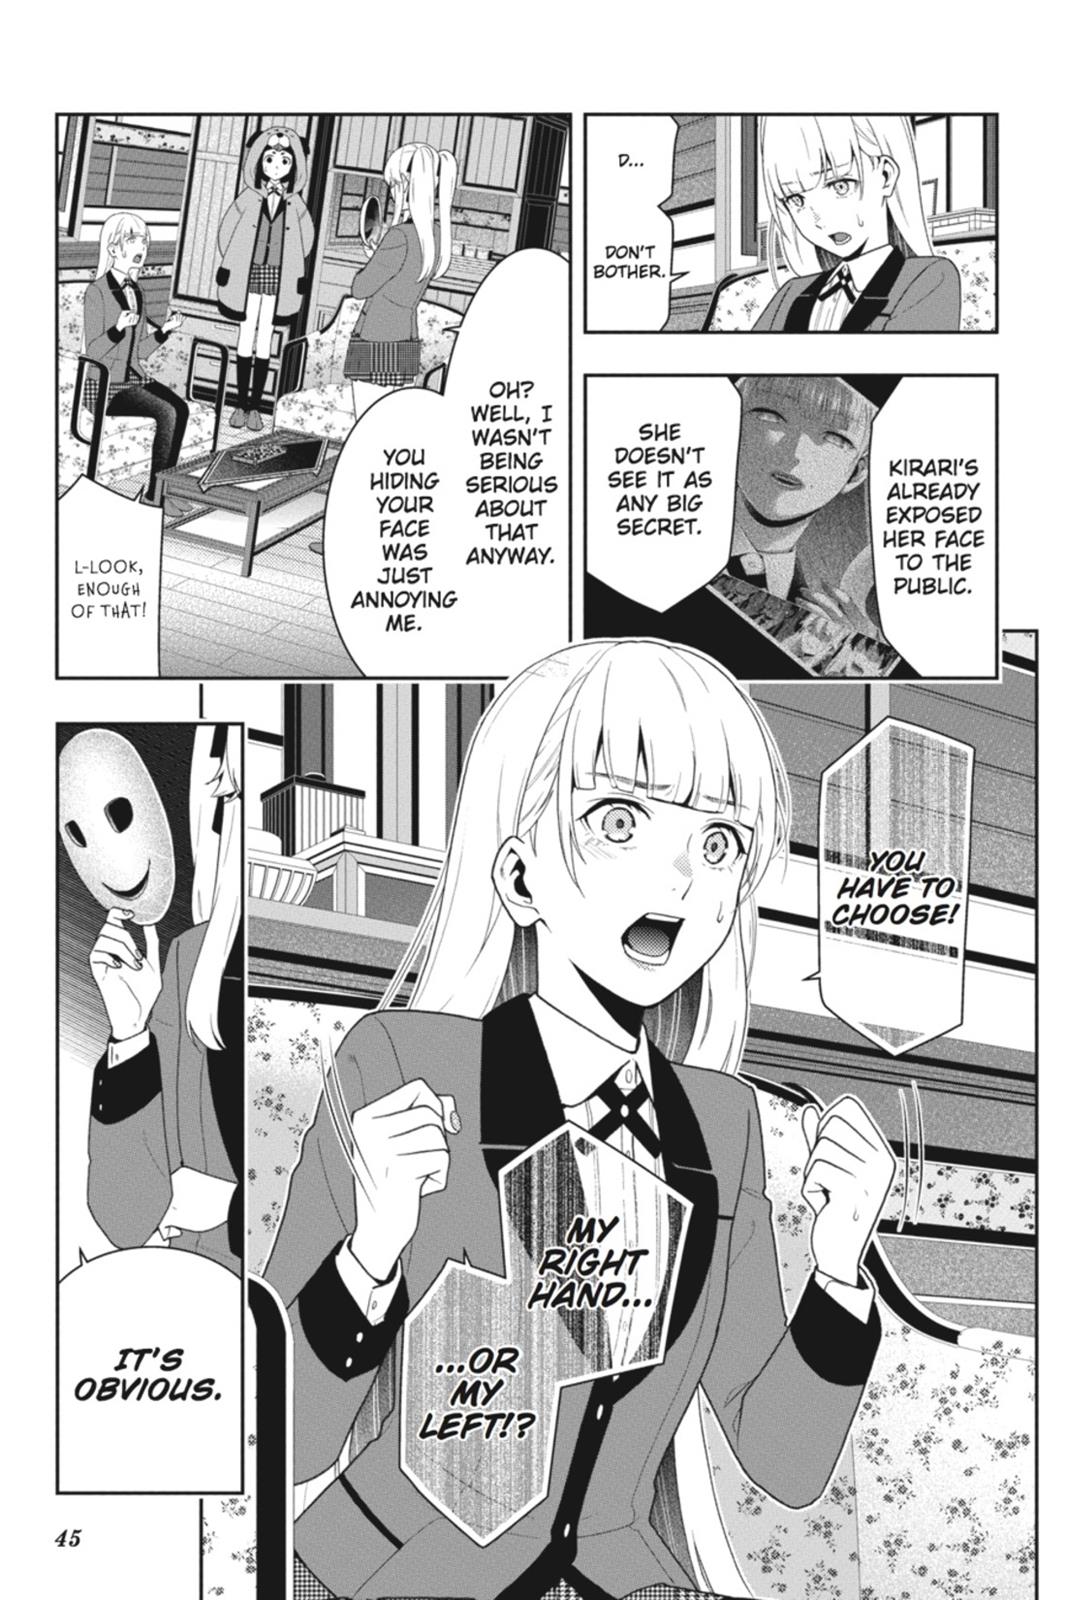 D...
DON'T
BOTHER.
KIRARI'S
ALREADY
EXPOSED
HER FACE
TO THE
PUBLIC.
SHE
DOESN'T
SEE IT AS
ANY BIG
SECRET.
OH?
WELL, I
WASN'T
BEING
SERIOUS
ABOUT
THAT
ANYWAY.
YOU
HIDING
YOUR
FACE
WAS
JUST
ANNOYING
ME.
L-LOOK,
ENOUGH
OF THAT!
YOU
HAVE TO
CHOOSE!
MY
RIGHT
HAND...
...OR
MY
LEFT!?
IT'S
OBVIOUS.
45